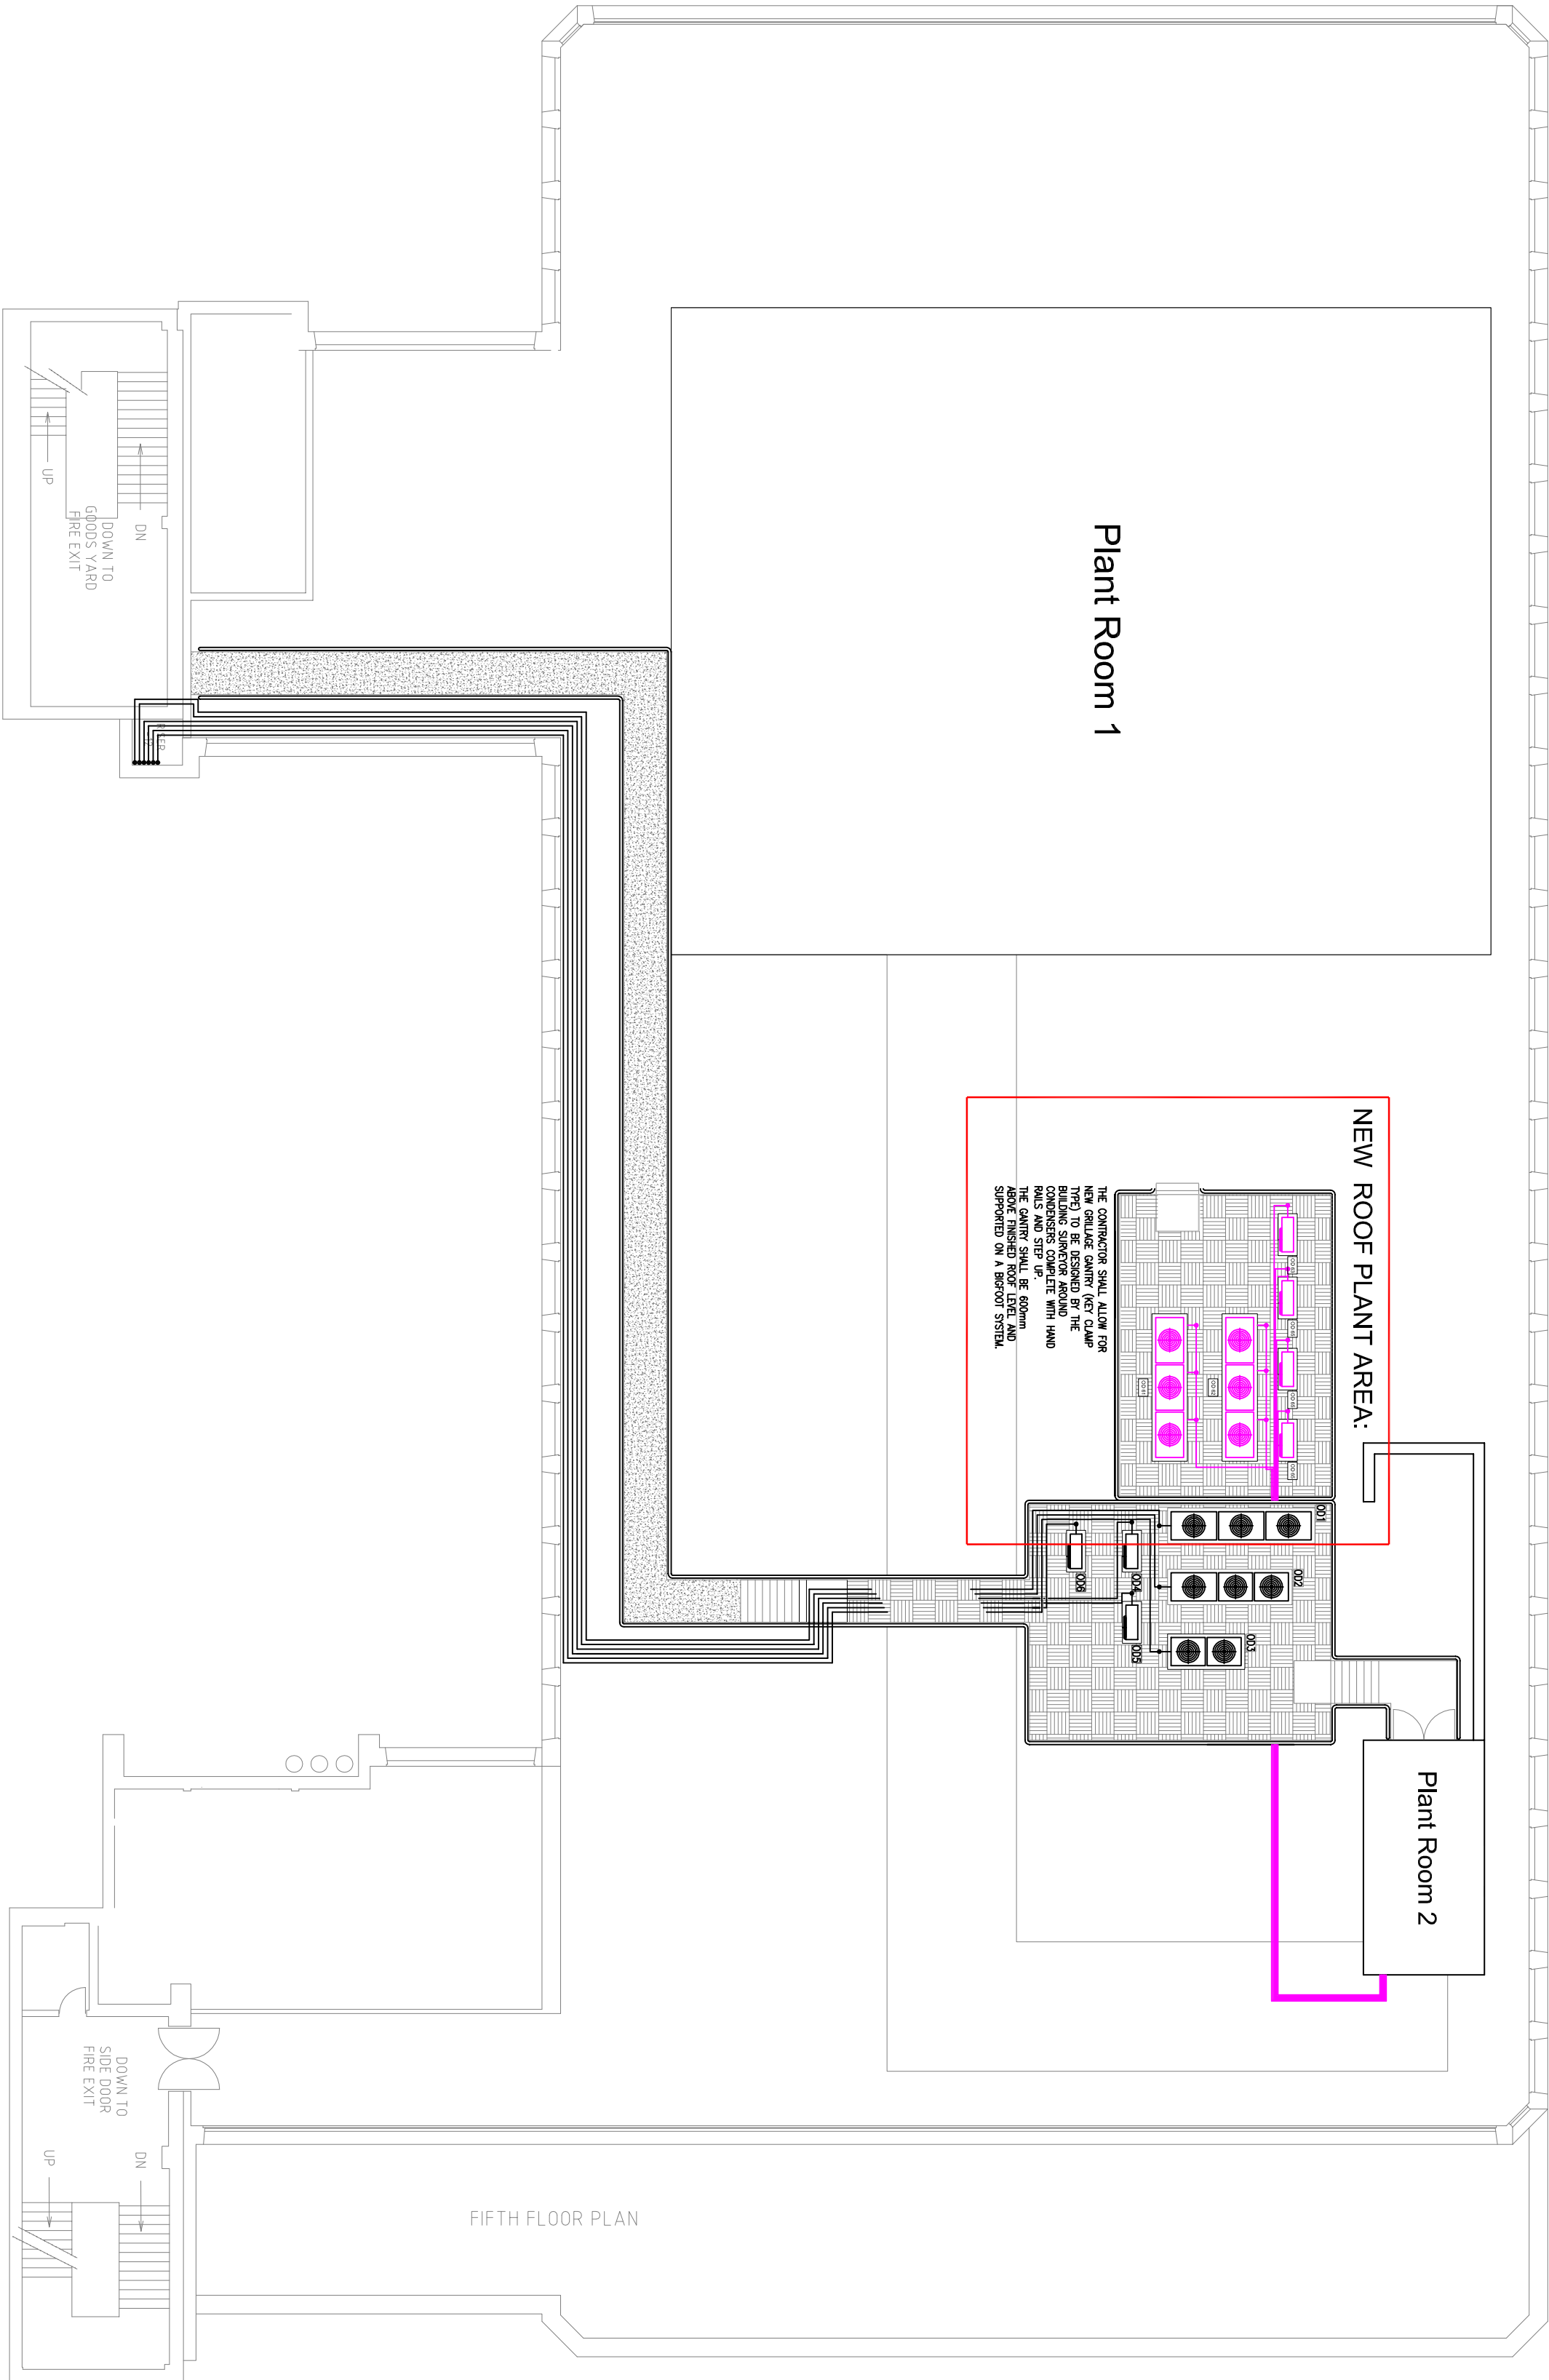 Plant Room 1
NEW ROOF PLANT AREA:
THE CONTRACTOR SHALL ALLOW FOR
NEW GRILLAGE GANTRY (KEY CLAMP
TYPE) TO BE DESIGNED BY THE
BUILDING SURVEYOR AROUND
CONDENSERS COMPLETE WITH HAND
RAILS AND STEP UP.
THE GANTRY SHALL BE 600mm
ABOVE FINISHED ROOF LEVEL AND
SUPPORTED ON A BIGFOOT SYSTEM.
OD1
OD2
OD3
OD4
OD5
OD6
Plant Room 2
UP
DN
DOWN TO
GOODS YARD
FIRE EXIT
DOWN TO
SIDE DOOR
FIRE EXIT
UP
DN
FIFTH FLOOR PLAN